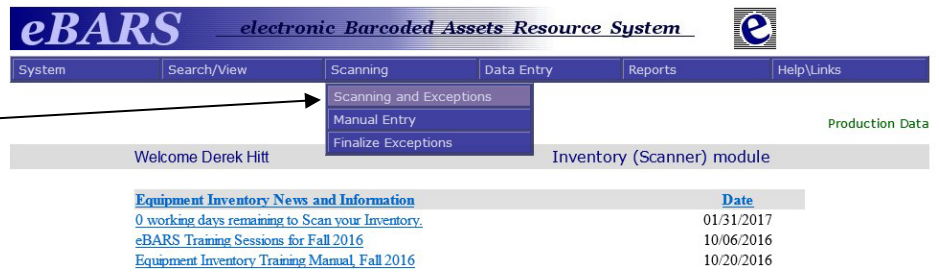 eBARS electronic Barcoded Assets Resource System e
System Search/View Scanning Data Entry Reports Help\Links
Scanning and Exceptions
Manual Entry
Finalize Exceptions
Production Data
Welcome Derek Hitt Inventory (Scanner) module
Equipment Inventory News and Information Date
0 working days remaining to Scan your Inventory. 01/31/2017
eBARS Training Sessions for Fall 2016 10/06/2016
Equipment Inventory Training Manual, Fall 2016 10/20/2016